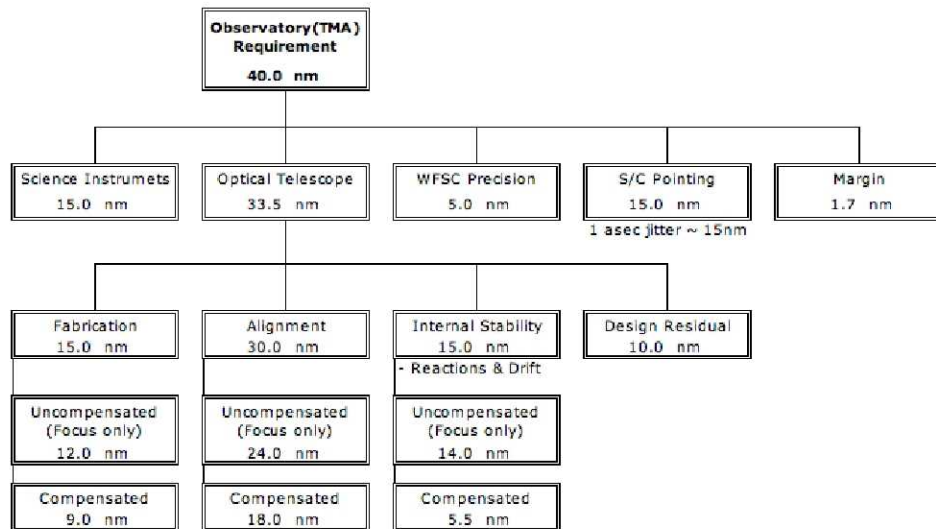 Observatory(TMA)
Requirement
40.0 nm
Science Instrumets
15.0 nm
Optical Telescope
33.5 nm
WFSC Precision
5.0 nm
S/C Pointing
15.0 nm
Margin
1.7 nm
1 asec jitter ~ 15nm
Fabrication
15.0 nm
Alignment
30.0 nm
Internal Stability
15.0 nm
Design Residual
10.0 nm
- Reactions & Drift
Uncompensated
(Focus only)
12.0 nm
Uncompensated
(Focus only)
24.0 nm
Uncompensated
(Focus only)
14.0 nm
Compensated
9.0 nm
Compensated
18.0 nm
Compensated
5.5 nm